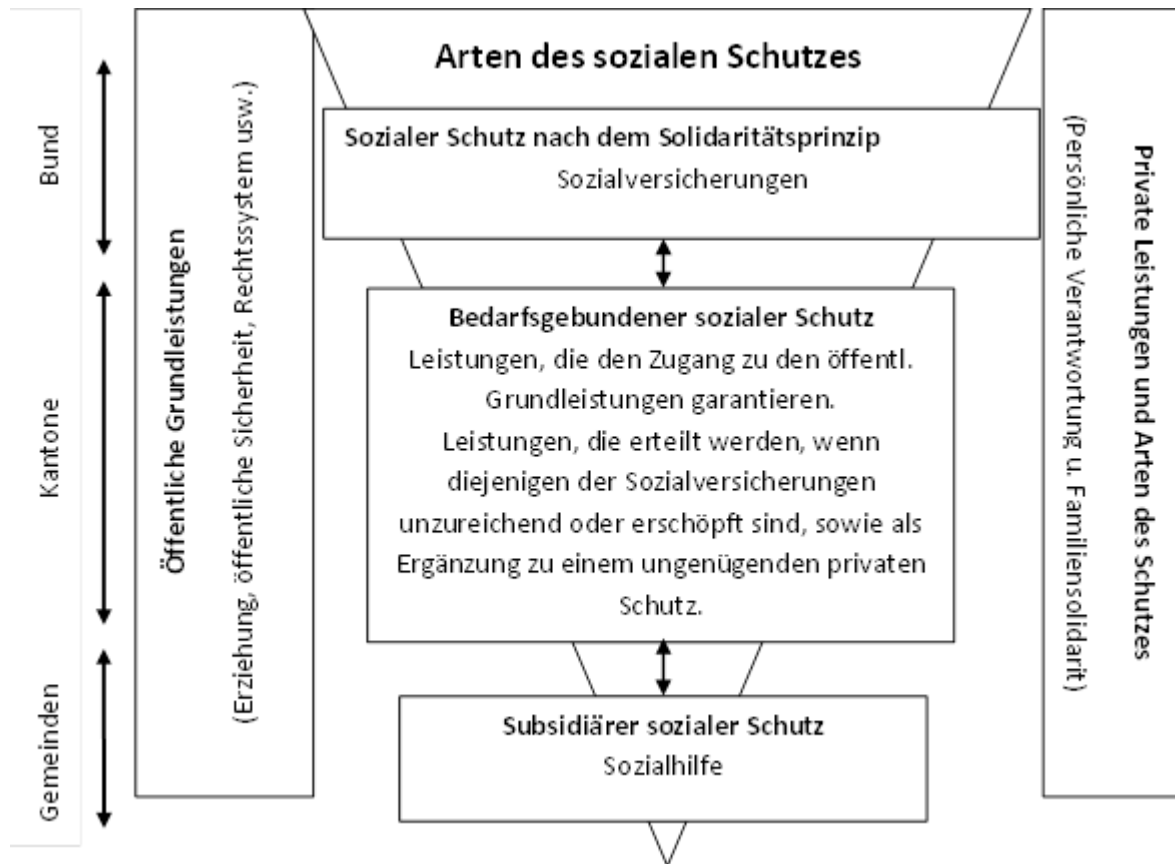 Bund
Kantone
Gemeinden
Öffentliche Grundleistungen
(Erziehung, öffentliche Sicherheit, Rechtssystem usw.)
Arten des sozialen Schutzes
Sozialer Schutz nach dem Solidaritätsprinzip
Sozialversicherungen
Bedarfsgebundener sozialer Schutz
Leistungen, die den Zugang zu den öffentl.
Grundleistungen garantieren.
Leistungen, die erteilt werden, wenn
diejenigen der Sozialversicherungen
unzureichend oder erschöpft sind, sowie als
Ergänzung zu einem ungenügenden privaten
Schutz.
Subsidiärer sozialer Schutz
Sozialhilfe
Private Leistungen und Arten des Schutzes
(Persönliche Verantwortung u. Familiensolidarit)